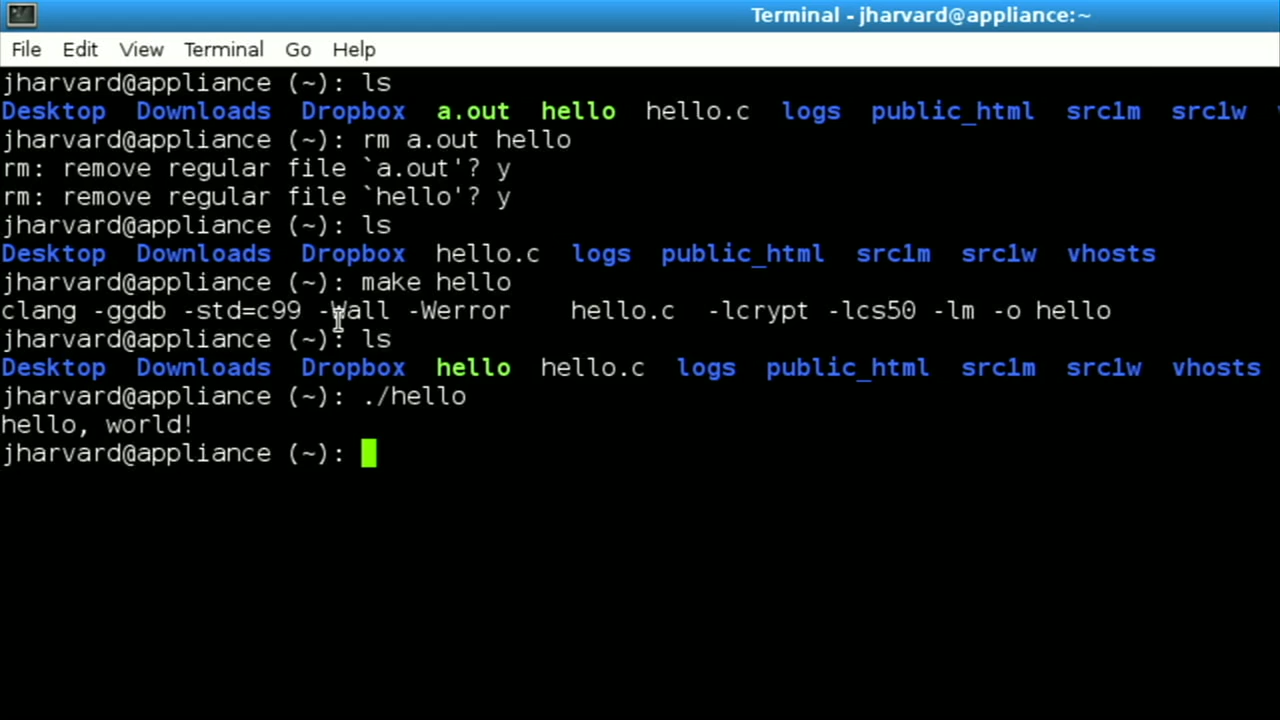 Terminal - jharvard@appliance:~
File Edit View Terminal Go Help
jharvard@appliance (~): ls
Desktop Downloads Dropbox a.out hello hello.c logs public_html src1m src1w
jharvard@appliance (~): rm a.out hello
rm: remove regular file `a.out'? y
rm: remove regular file `hello'? y
jharvard@appliance (~): ls
Desktop Downloads Dropbox hello.c logs public_html src1m src1w vhosts
jharvard@appliance (~): make hello
clang -ggdb -std=c99 -Wall -Werror hello.c -lcrypt -lcs50 -lm -o hello
jharvard@appliance (~): ls
Desktop Downloads Dropbox hello hello.c logs public_html src1m src1w vhosts
jharvard@appliance (~): ./hello
hello, world!
jharvard@appliance (~):